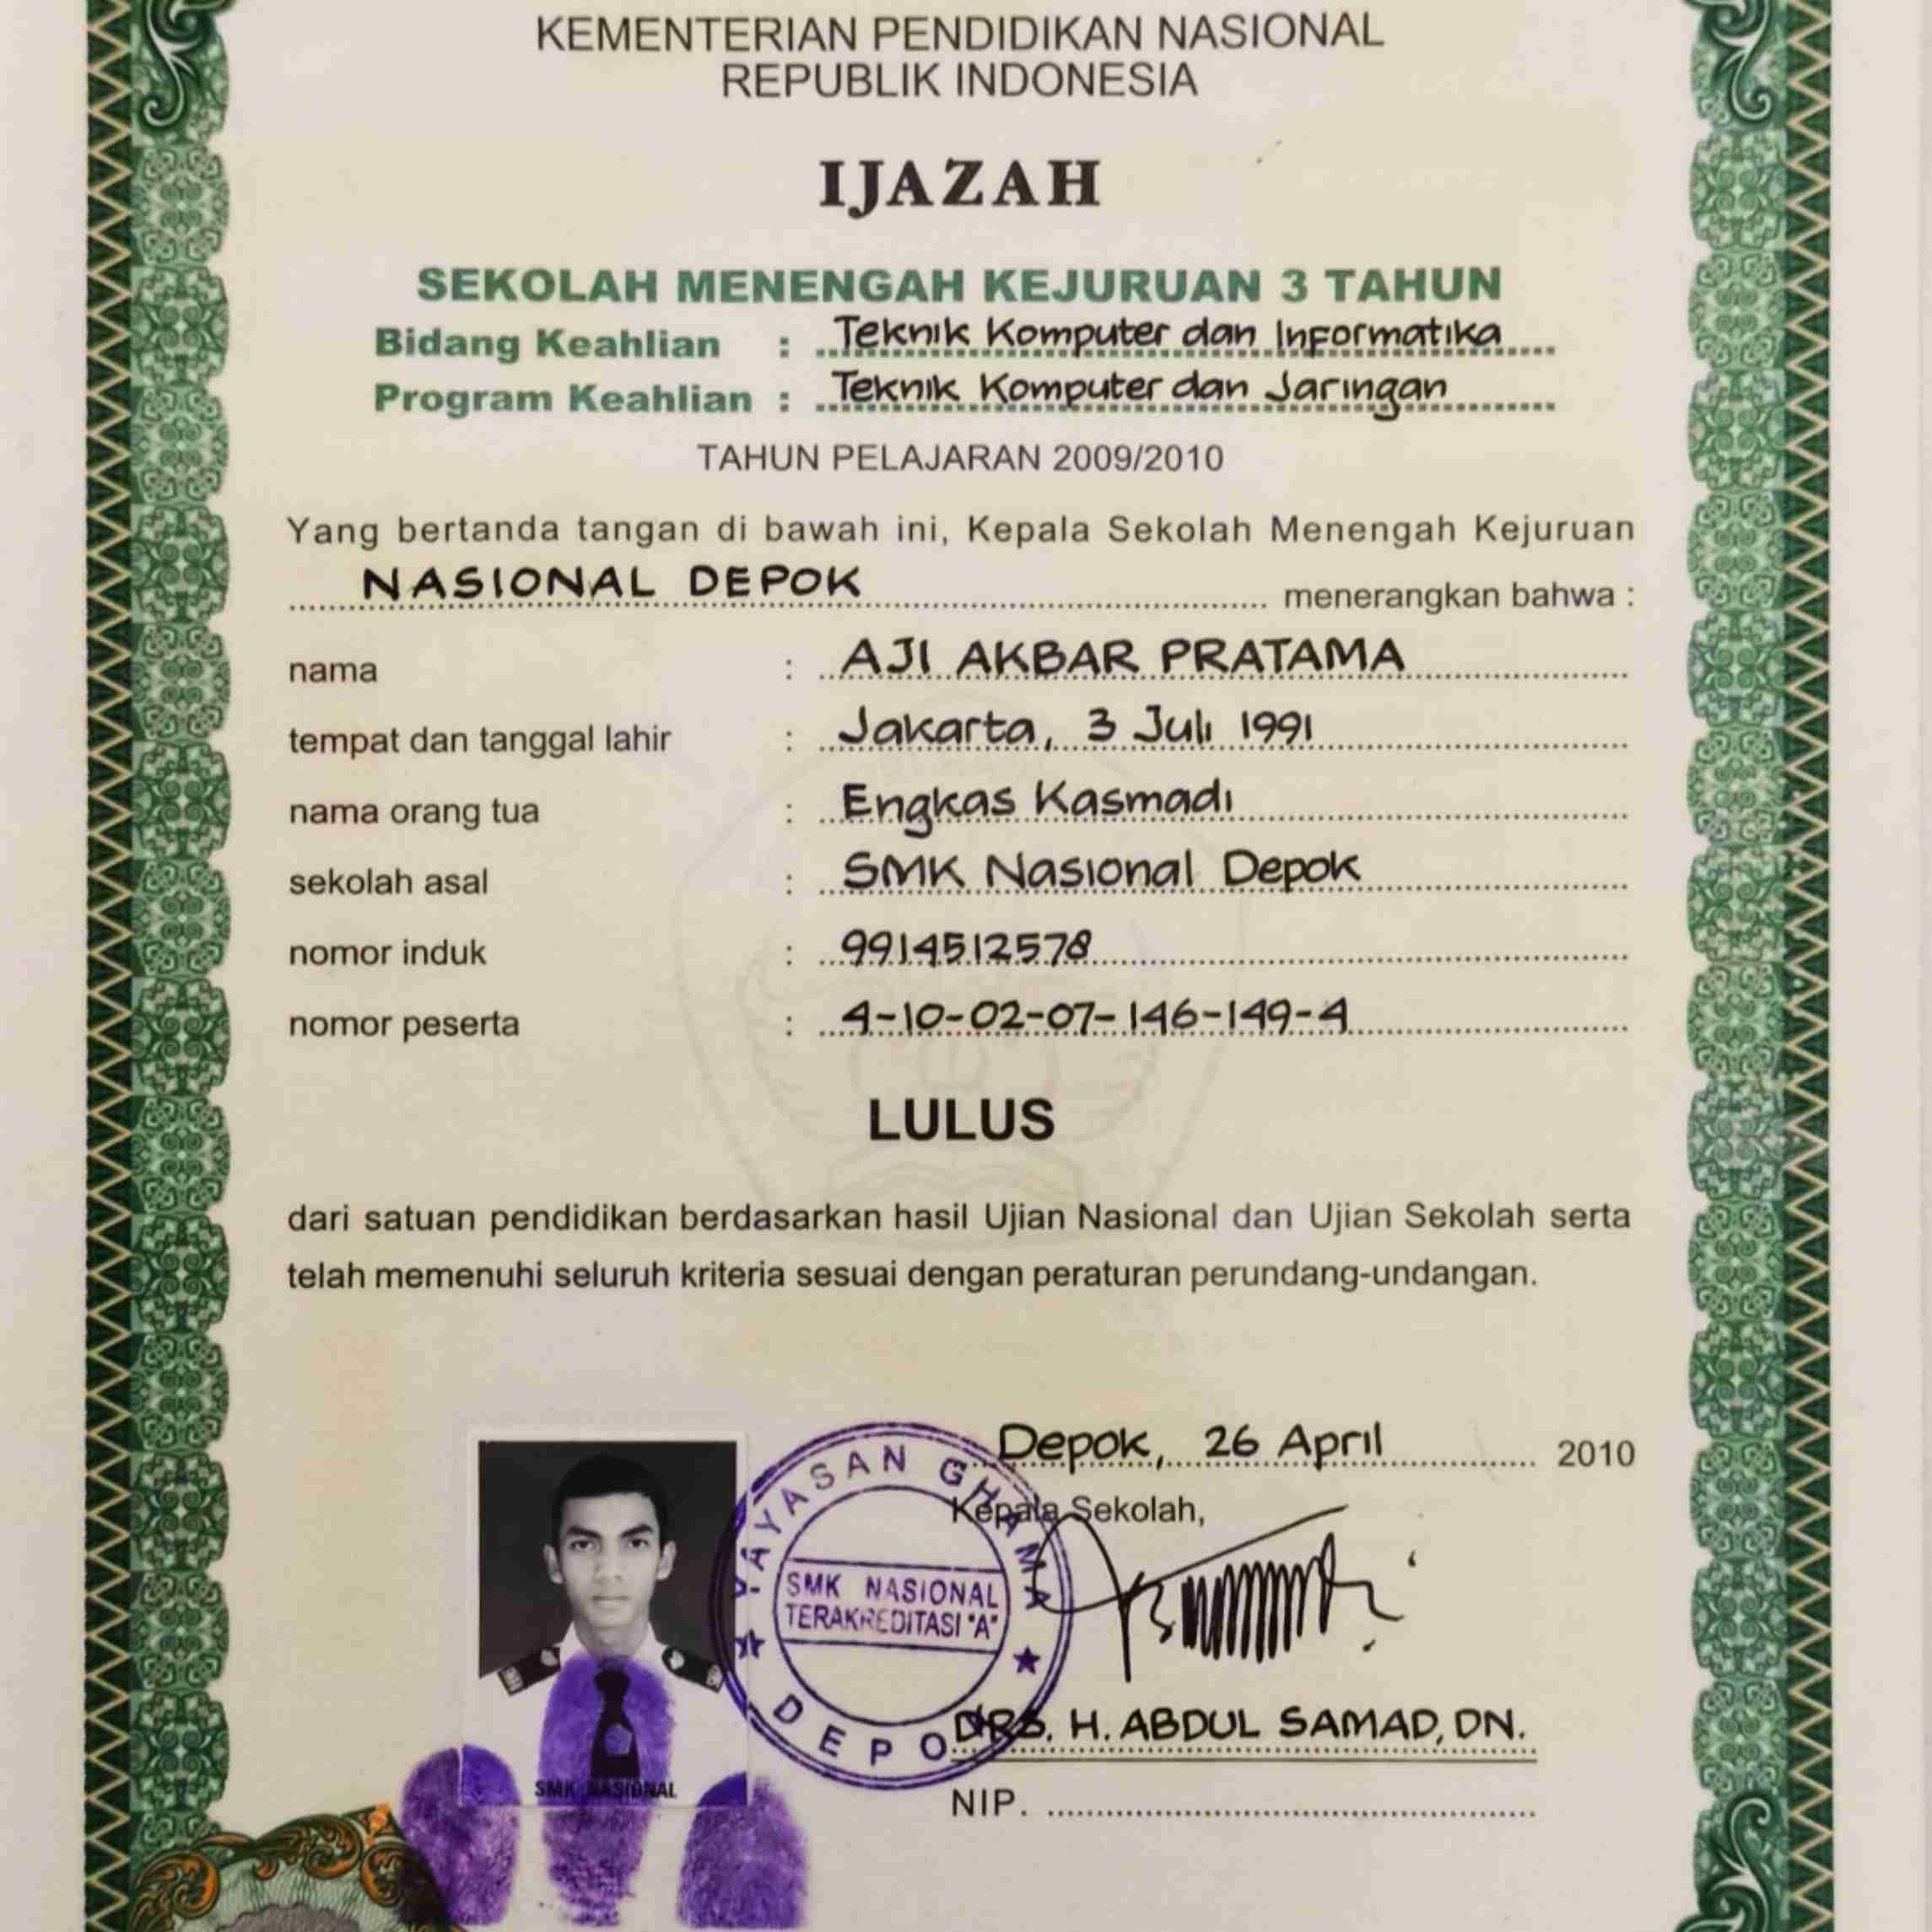 KEMENTERIAN PENDIDIKAN NASIONAL
REPUBLIK INDONESIA
IJAZAH
SEKOLAH MENENGAH KEJURUAN 3 TAHUN
Bidang Keahlian : Teknik Komputer dan Informatika
Program Keahlian : Teknik Komputer dan Jaringan
TAHUN PELAJARAN 2009/2010
Yang bertanda tangan di bawah ini, Kepala Sekolah Menengah Kejuruan
NASIONAL DEPOK menerangkan bahwa :
nama : AJI AKBAR PRATAMA
tempat dan tanggal lahir : Jakarta, 3 Juli 1991
nama orang tua : Engkas Kasmadi
sekolah asal : SMK Nasional Depok
nomor induk : 9914512578
nomor peserta : 4-10-02-07-146-149-4
LULUS
dari satuan pendidikan berdasarkan hasil Ujian Nasional dan Ujian Sekolah serta
telah memenuhi seluruh kriteria sesuai dengan peraturan perundang-undangan.
Depok, 26 April 2010
Kepala Sekolah,
YAYASAN GHAMA
SMK NASIONAL
TERAKREDITASI "A"
DEPOK
DRS. H. ABDUL SAMAD, DN.
SMK NASIONAL
NIP.